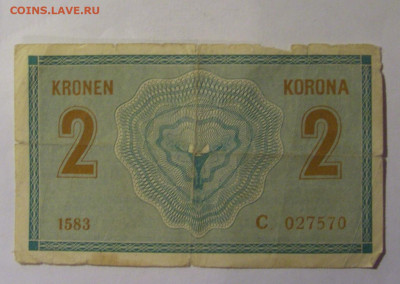 COINS.LAVE.RU
KRONEN KORONA
2 2
1583 C. 027570